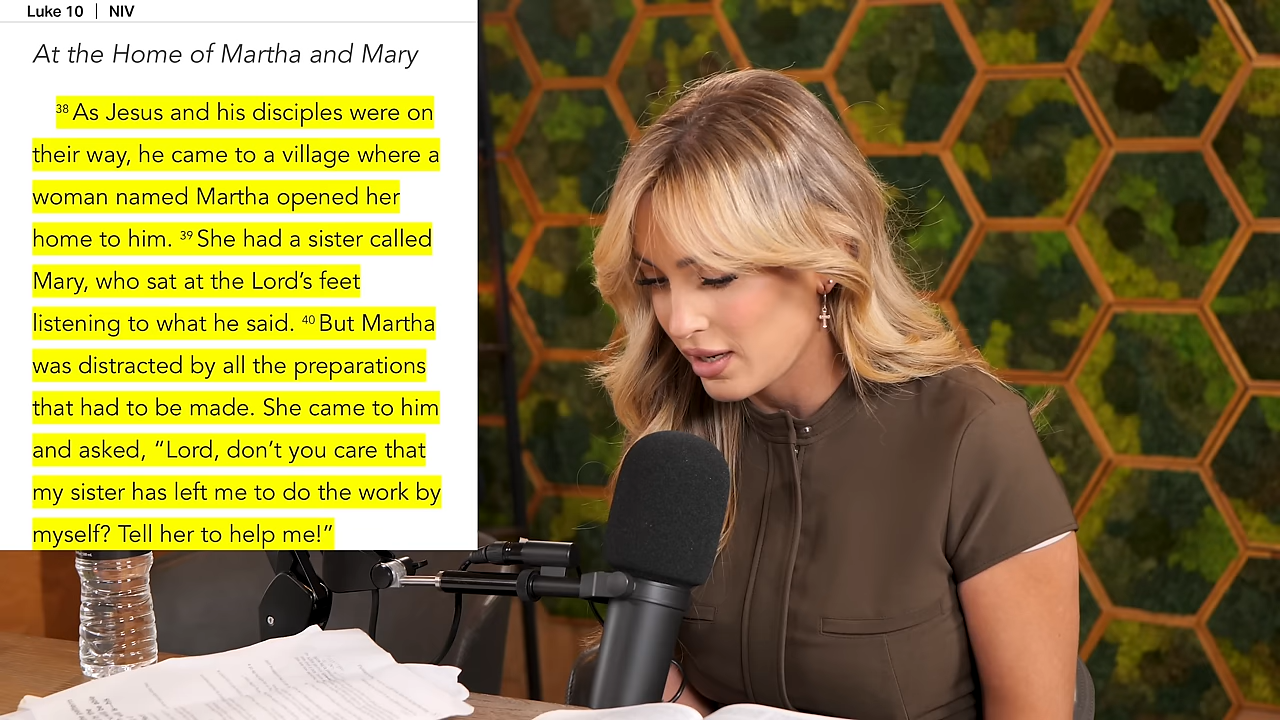 Luke 10 | NIV
At the Home of Martha and Mary
38 As Jesus and his disciples were on
their way, he came to a village where a
woman named Martha opened her
home to him. 39 She had a sister called
Mary, who sat at the Lord’s feet
listening to what he said. 40 But Martha
was distracted by all the preparations
that had to be made. She came to him
and asked, “Lord, don’t you care that
my sister has left me to do the work by
myself? Tell her to help me!”